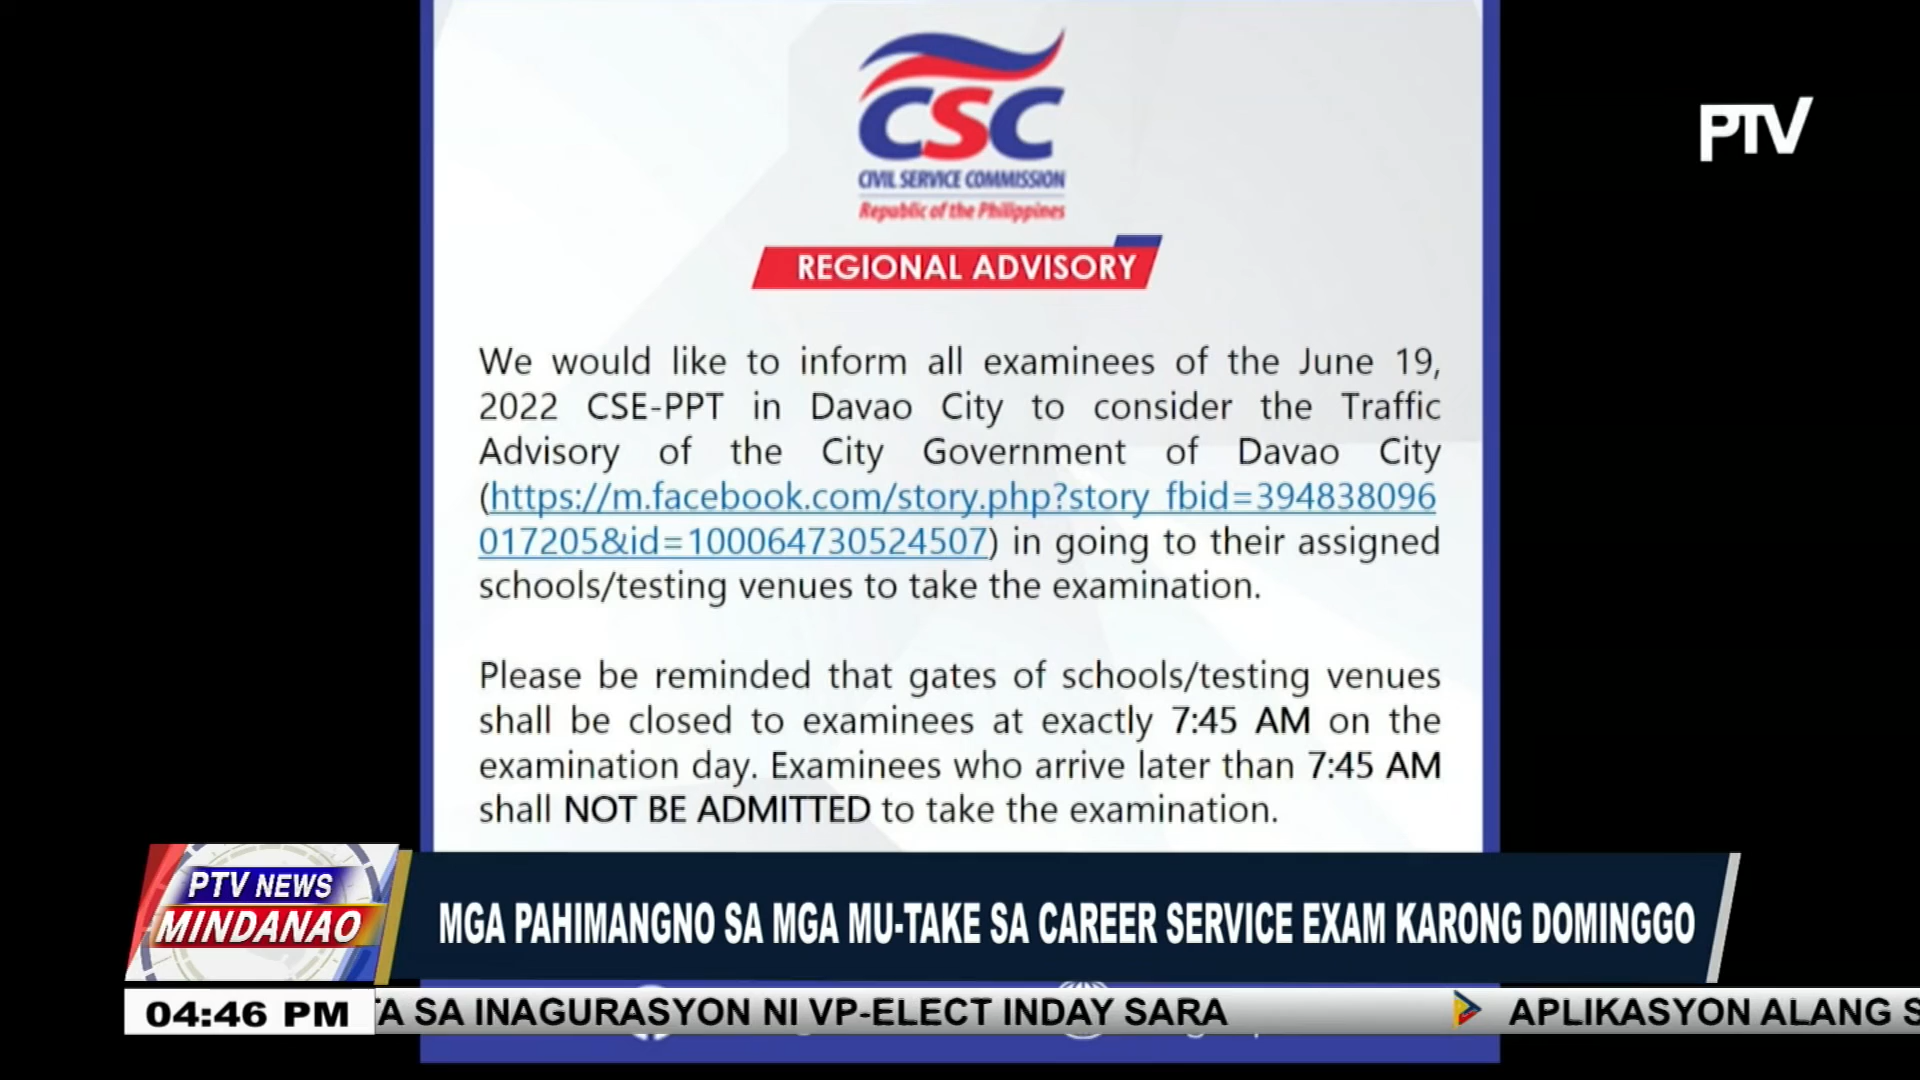 CSC
CIVIL SERVICE COMMISSION
Republic of the Philippines
PTV
REGIONAL ADVISORY
We would like to inform all examinees of the June 19,
2022 CSE-PPT in Davao City to consider the Traffic
Advisory of the City Government of Davao City
(https://m.facebook.com/story.php?story_fbid=394838096
017205&id=100064730524507) in going to their assigned
schools/testing venues to take the examination.
Please be reminded that gates of schools/testing venues
shall be closed to examinees at exactly 7:45 AM on the
examination day. Examinees who arrive later than 7:45 AM
shall NOT BE ADMITTED to take the examination.
PTV NEWS
MINDANAO
MGA PAHIMANGNO SA MGA MU-TAKE SA CAREER SERVICE EXAM KARONG DOMINGGO
04:46 PM
TA SA INAGURASYON NI VP-ELECT INDAY SARA
APLIKASYON ALANG S